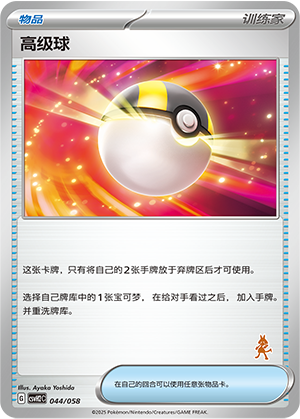 物品
训练家
高级球
这张卡牌，只有将自己的2张手牌放于弃牌区后才可使用。
选择自己牌库中的1张宝可梦，在给对手看过之后，加入手牌。
并重洗牌库。
Illus. Ayaka Yoshida
G 044/058
在自己的回合可以使用任意张物品卡。
©2025 Pokémon/Nintendo/Creatures/GAME FREAK.